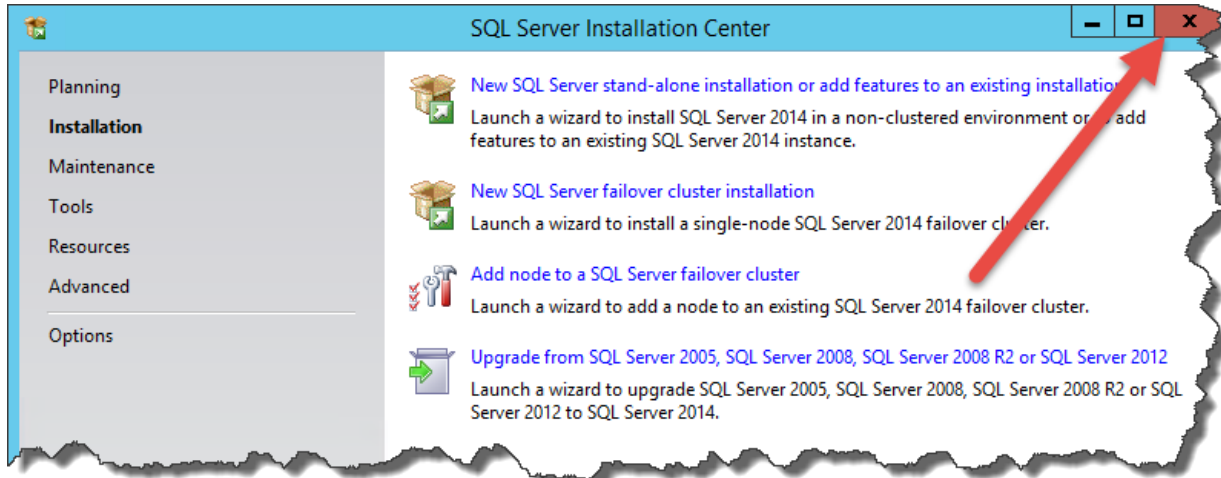 SQL Server Installation Center
Planning
Installation
Maintenance
Tools
Resources
Advanced
Options
New SQL Server stand-alone installation or add features to an existing installation
Launch a wizard to install SQL Server 2014 in a non-clustered environment or to add
features to an existing SQL Server 2014 instance.
New SQL Server failover cluster installation
Launch a wizard to install a single-node SQL Server 2014 failover cluster.
Add node to a SQL Server failover cluster
Launch a wizard to add a node to an existing SQL Server 2014 failover cluster.
Upgrade from SQL Server 2005, SQL Server 2008, SQL Server 2008 R2 or SQL Server 2012
Launch a wizard to upgrade SQL Server 2005, SQL Server 2008, SQL Server 2008 R2 or SQL
Server 2012 to SQL Server 2014.